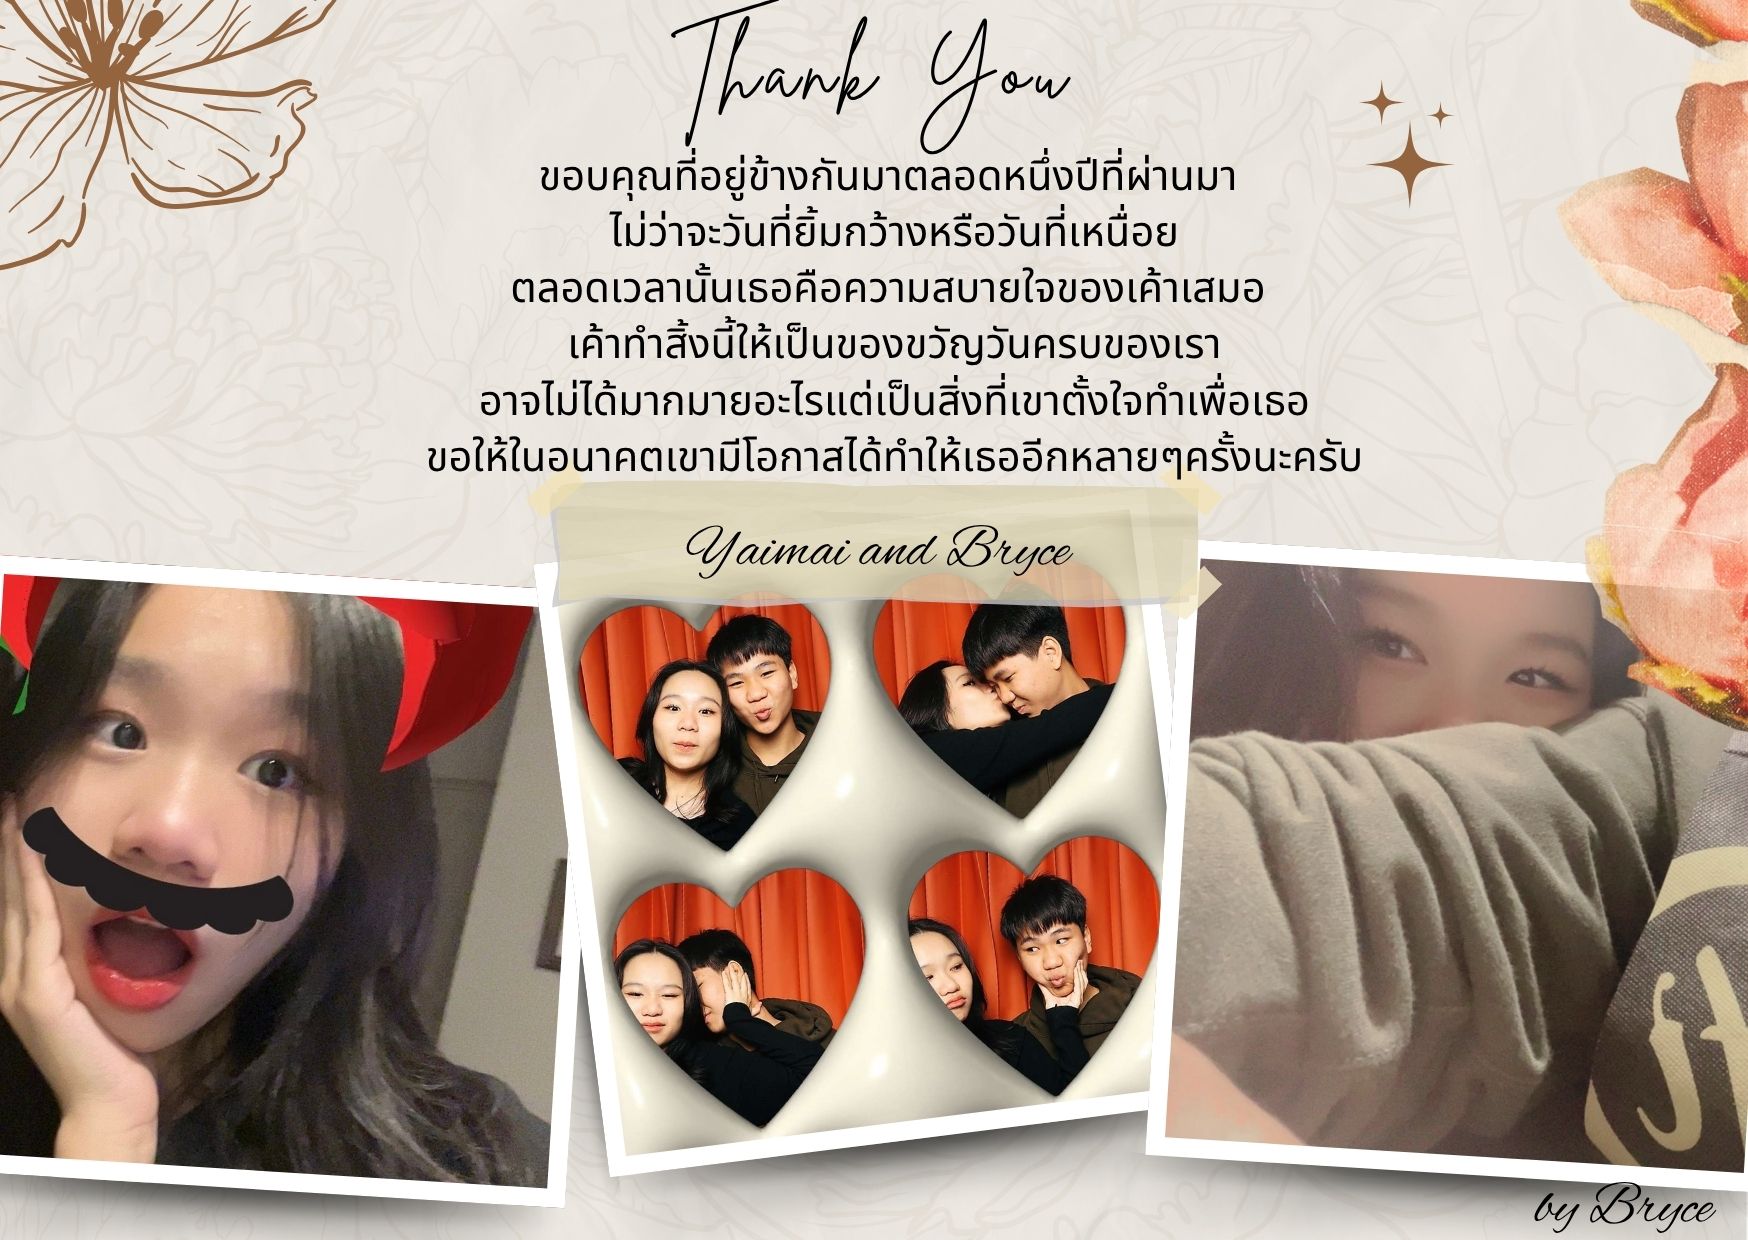 Thank You
ขอบคุณที่อยู่ข้างกันมาตลอดหนึ่งปีที่ผ่านมา
ไม่ว่าจะวันที่ยิ้มกว้างหรือวันที่เหนื่อย
ตลอดเวลานั้นเธอคือความสบายใจของเค้าเสมอ
เค้าทำสิ้งนี้ให้เป็นของขวัญวันครบของเรา
อาจไม่ได้มากมายอะไรแต่เป็นสิ่งที่เขาตั้งใจทำเพื่อเธอ
ขอให้ในอนาคตเขามีโอกาสได้ทำให้เธออีกหลายๆครั้งนะครับ
Yaimai and Bryce
by Bryce